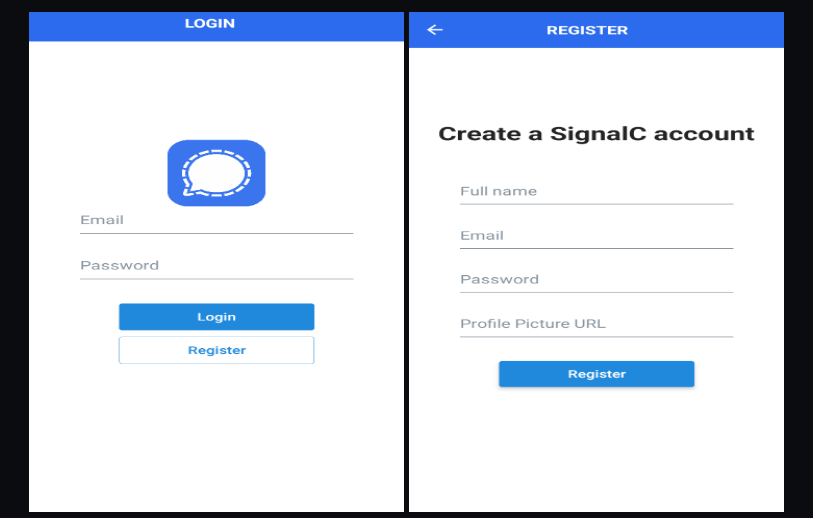 LOGIN
Email
Password
Login
Register
REGISTER
Create a SignalC account
Full name
Email
Password
Profile Picture URL
Register